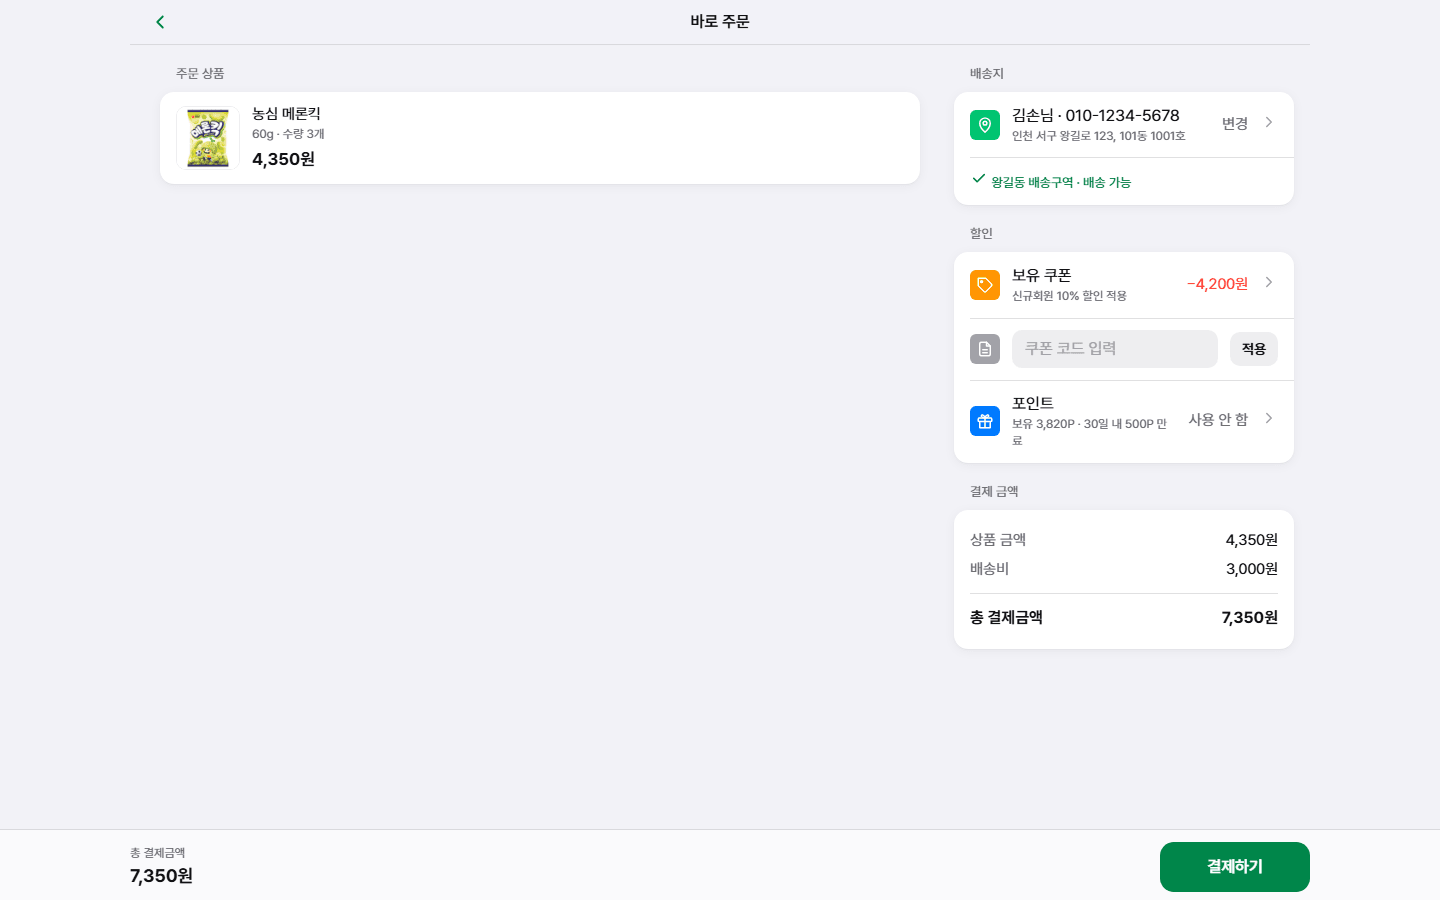 바로 주문
주문 상품
메론킥
농심 메론킥
60g · 수량 3개
4,350원
배송지
김손님 · 010-1234-5678
인천 서구 왕길로 123, 101동 1001호
변경
왕길동 배송구역 · 배송 가능
할인
보유 쿠폰
신규회원 10% 할인 적용
−4,200원
쿠폰 코드 입력
적용
포인트
보유 3,820P · 30일 내 500P 만
료
사용 안 함
결제 금액
상품 금액
4,350원
배송비
3,000원
총 결제금액
7,350원
총 결제금액
7,350원
결제하기